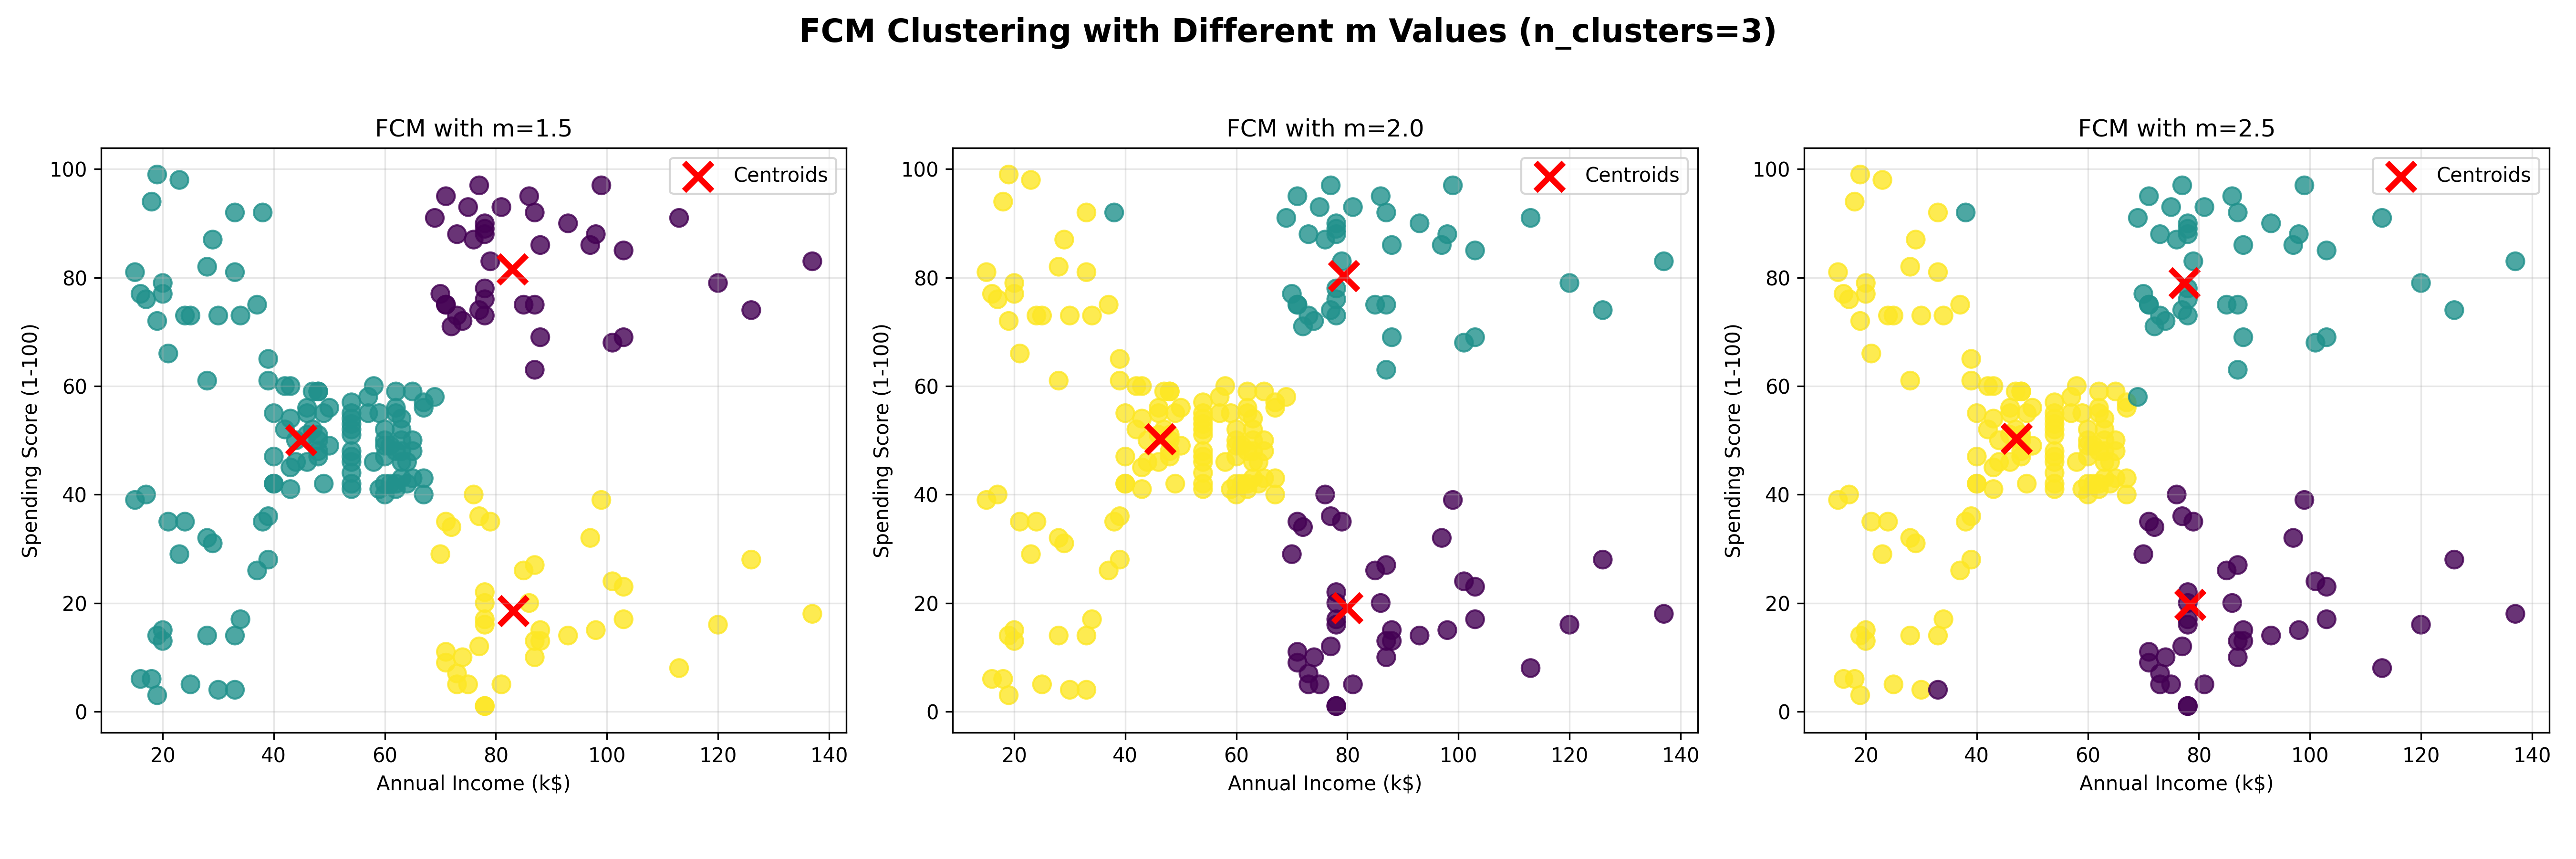 FCM Clustering with Different m Values (n_clusters=3)
FCM with m=1.5
Centroids
100
80
60
40
20
0
Spending Score (1-100)
20 40 60 80 100 120 140
Annual Income (k$)
FCM with m=2.0
Centroids
100
80
60
40
20
0
Spending Score (1-100)
20 40 60 80 100 120 140
Annual Income (k$)
FCM with m=2.5
Centroids
100
80
60
40
20
0
Spending Score (1-100)
20 40 60 80 100 120 140
Annual Income (k$)